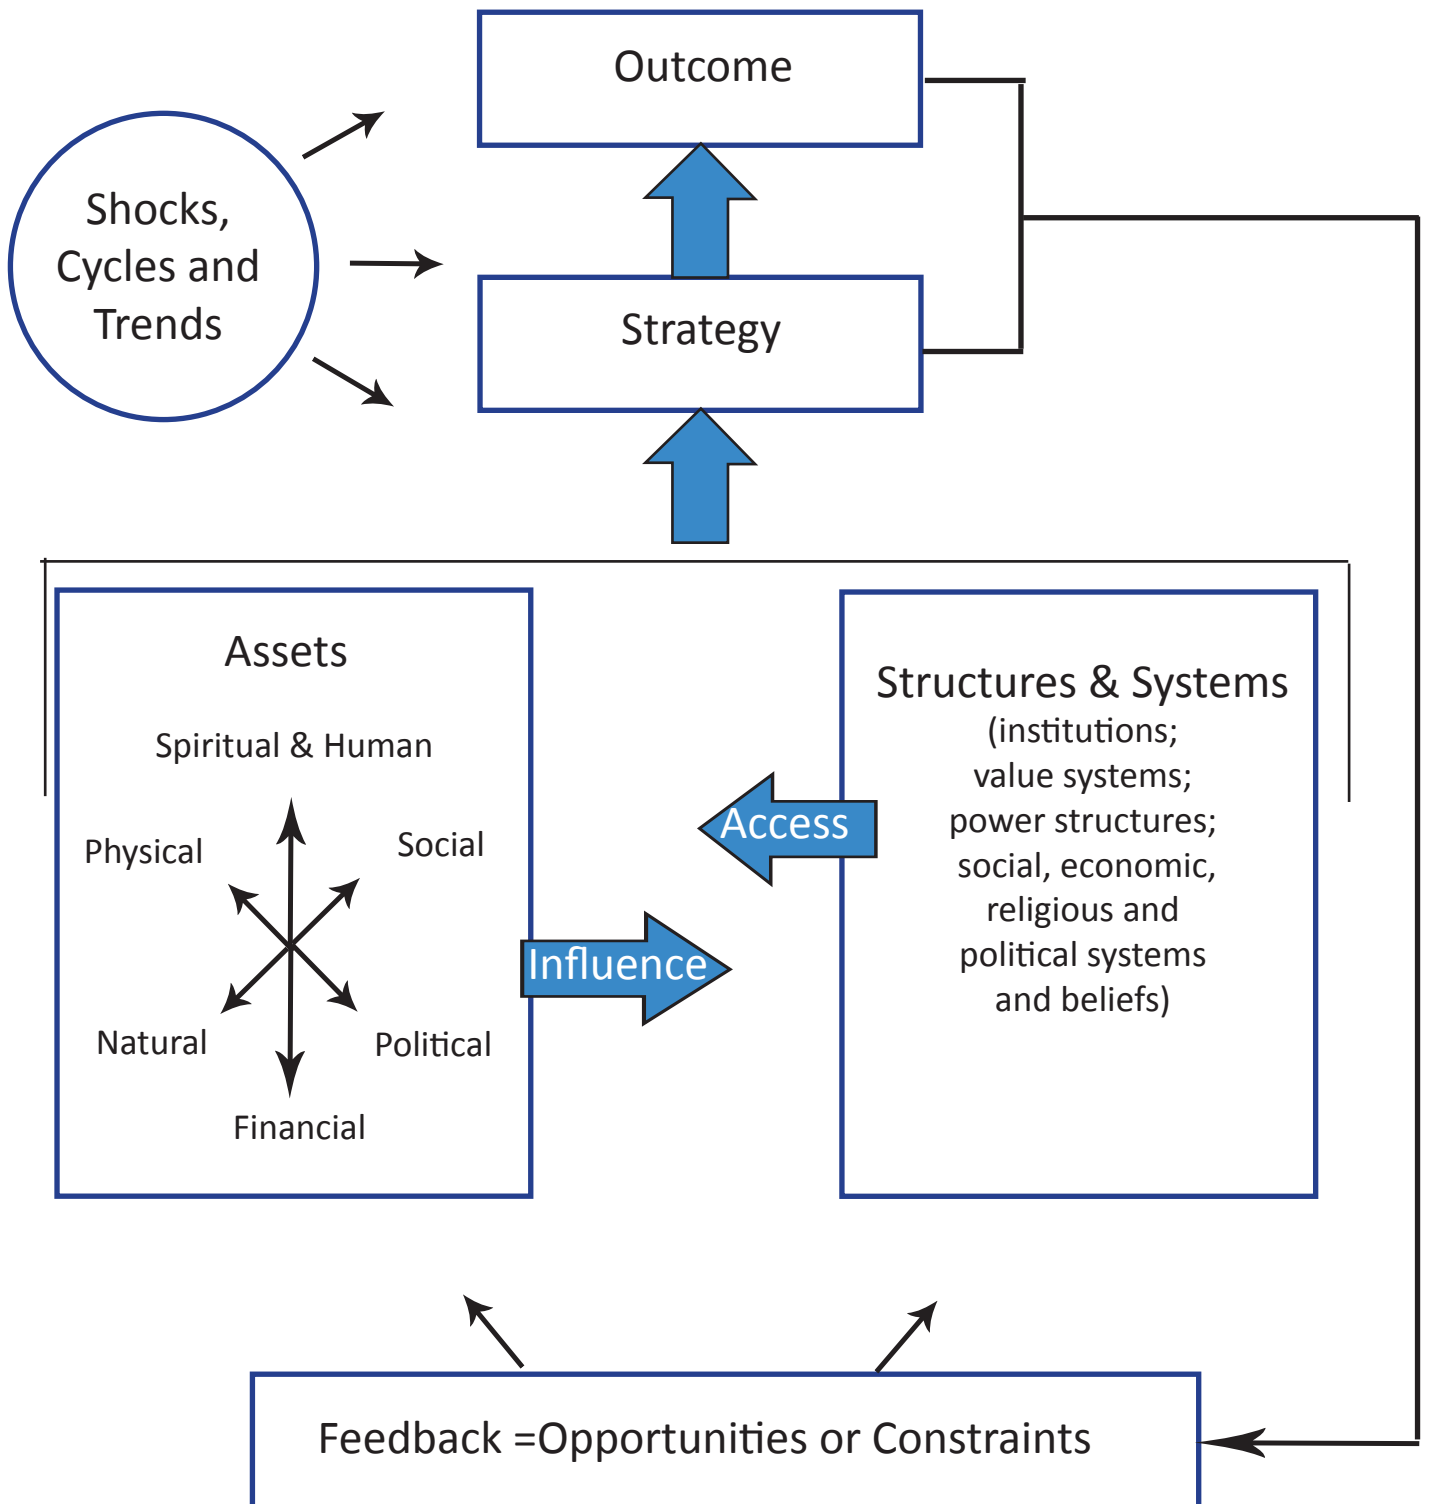 Outcome
Shocks,
Cycles and
Trends
Strategy
Assets
Spiritual & Human
Physical
Social
Natural
Political
Financial
Access
Influence
Structures & Systems
(institutions;
value systems;
power structures;
social, economic,
religious and
political systems
and beliefs)
Feedback =Opportunities or Constraints